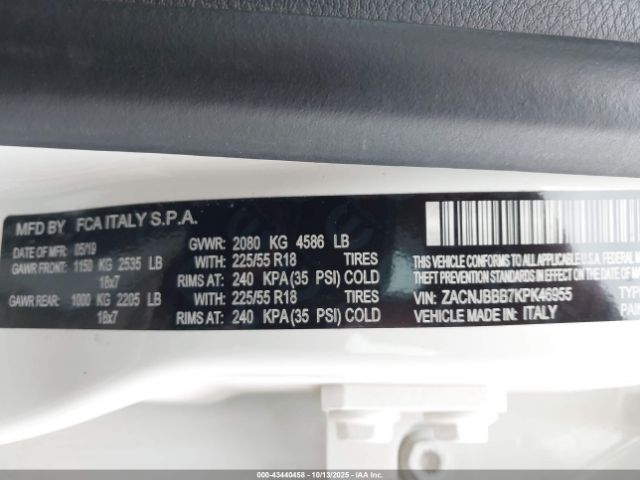 MFD BY FCA ITALY S.P.A.
DATE OF MFD: 05/19 GVWR: 2080 KG 4586 LB
GAWR FRONT: 1150 KG 2535 LB WITH: 225/55 R18 TIRES
18x7 RIMS AT: 240 KPA(35 PSI) COLD
GAWR REAR: 1000 KG 2205 LB WITH: 225/55 R18 TIRES
18x7 RIMS AT: 240 KPA(35 PSI) COLD
THIS VEHICLE CONFORMS TO ALL APPLICABLE U.S. FEDERAL
THEFT PREVENTION STANDARDS IN EFFECT ON THE DATE OF MAN
VIN: ZACNJBBB7KPK46955 TYP
VEHICLE MADE IN: ITALY PAIN
000-43440458 | 10/13/2025 - IAA Inc.